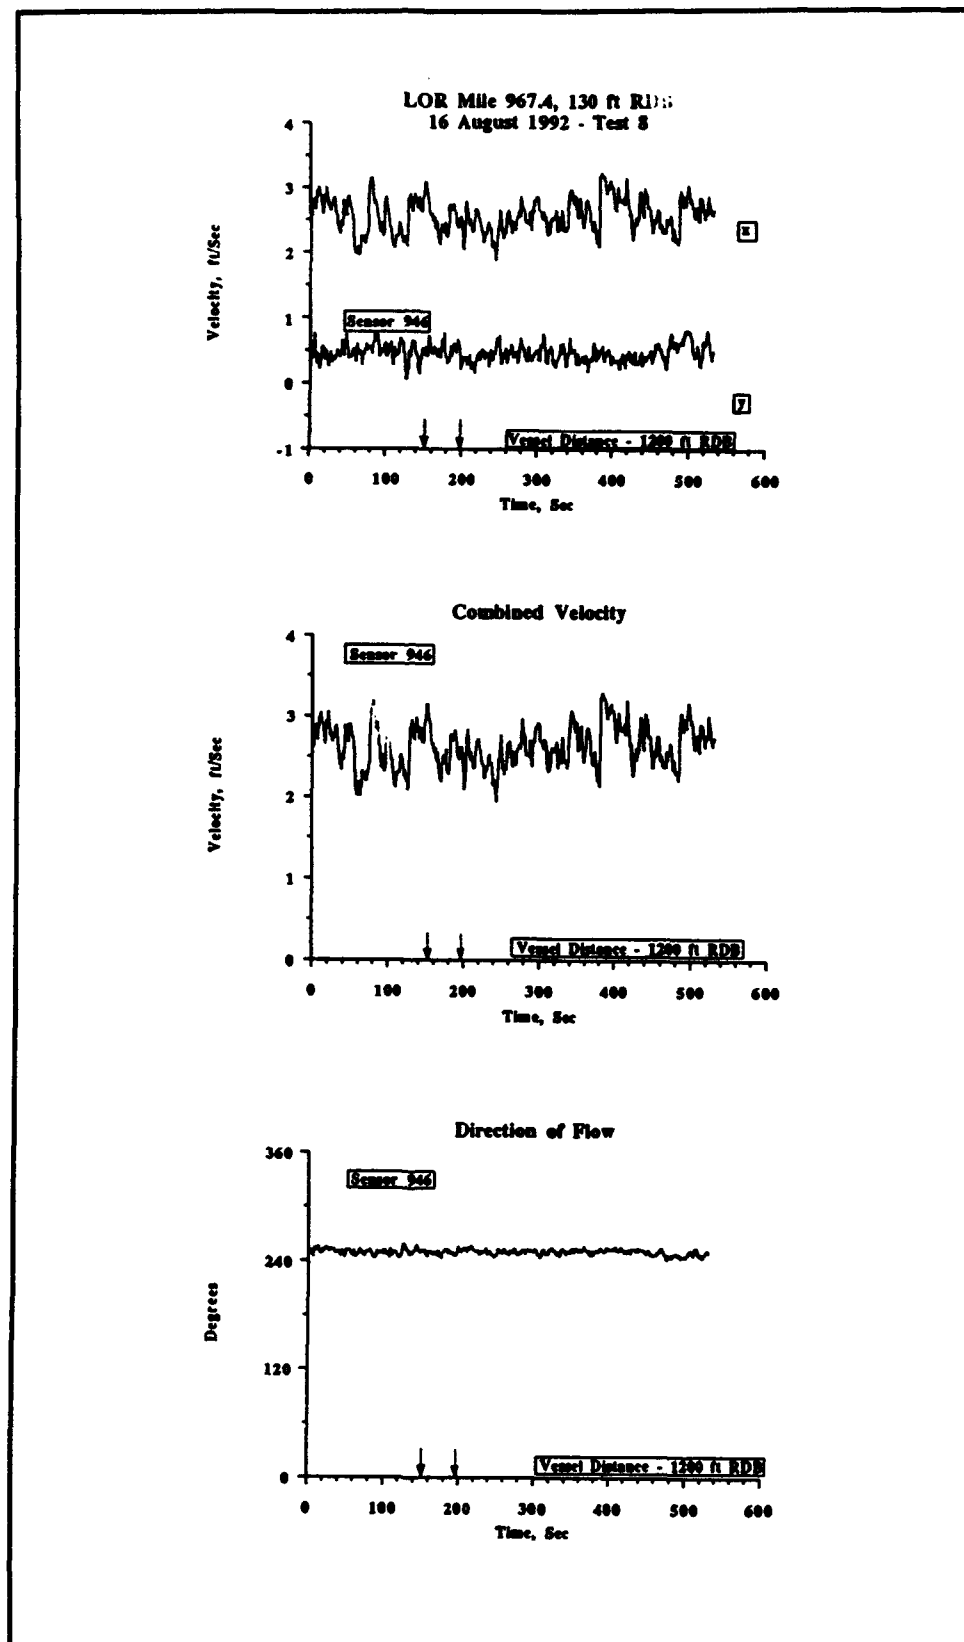 LOR Mile 967.4, 130 ft RDB
16 August 1992 - Test 8
4
3
2
1
0
-1
Velocity, ft/Sec
x
Sensor 946
y
Vessel Distance - 1200 ft RDB
0 100 200 300 400 500 600
Time, Sec
Combined Velocity
4
3
2
1
0
Velocity, ft/Sec
Sensor 946
Vessel Distance - 1200 ft RDB
0 100 200 300 400 500 600
Time, Sec
Direction of Flow
360
240
120
0
Degrees
Sensor 946
Vessel Distance - 1200 ft RDB
0 100 200 300 400 500 600
Time, Sec